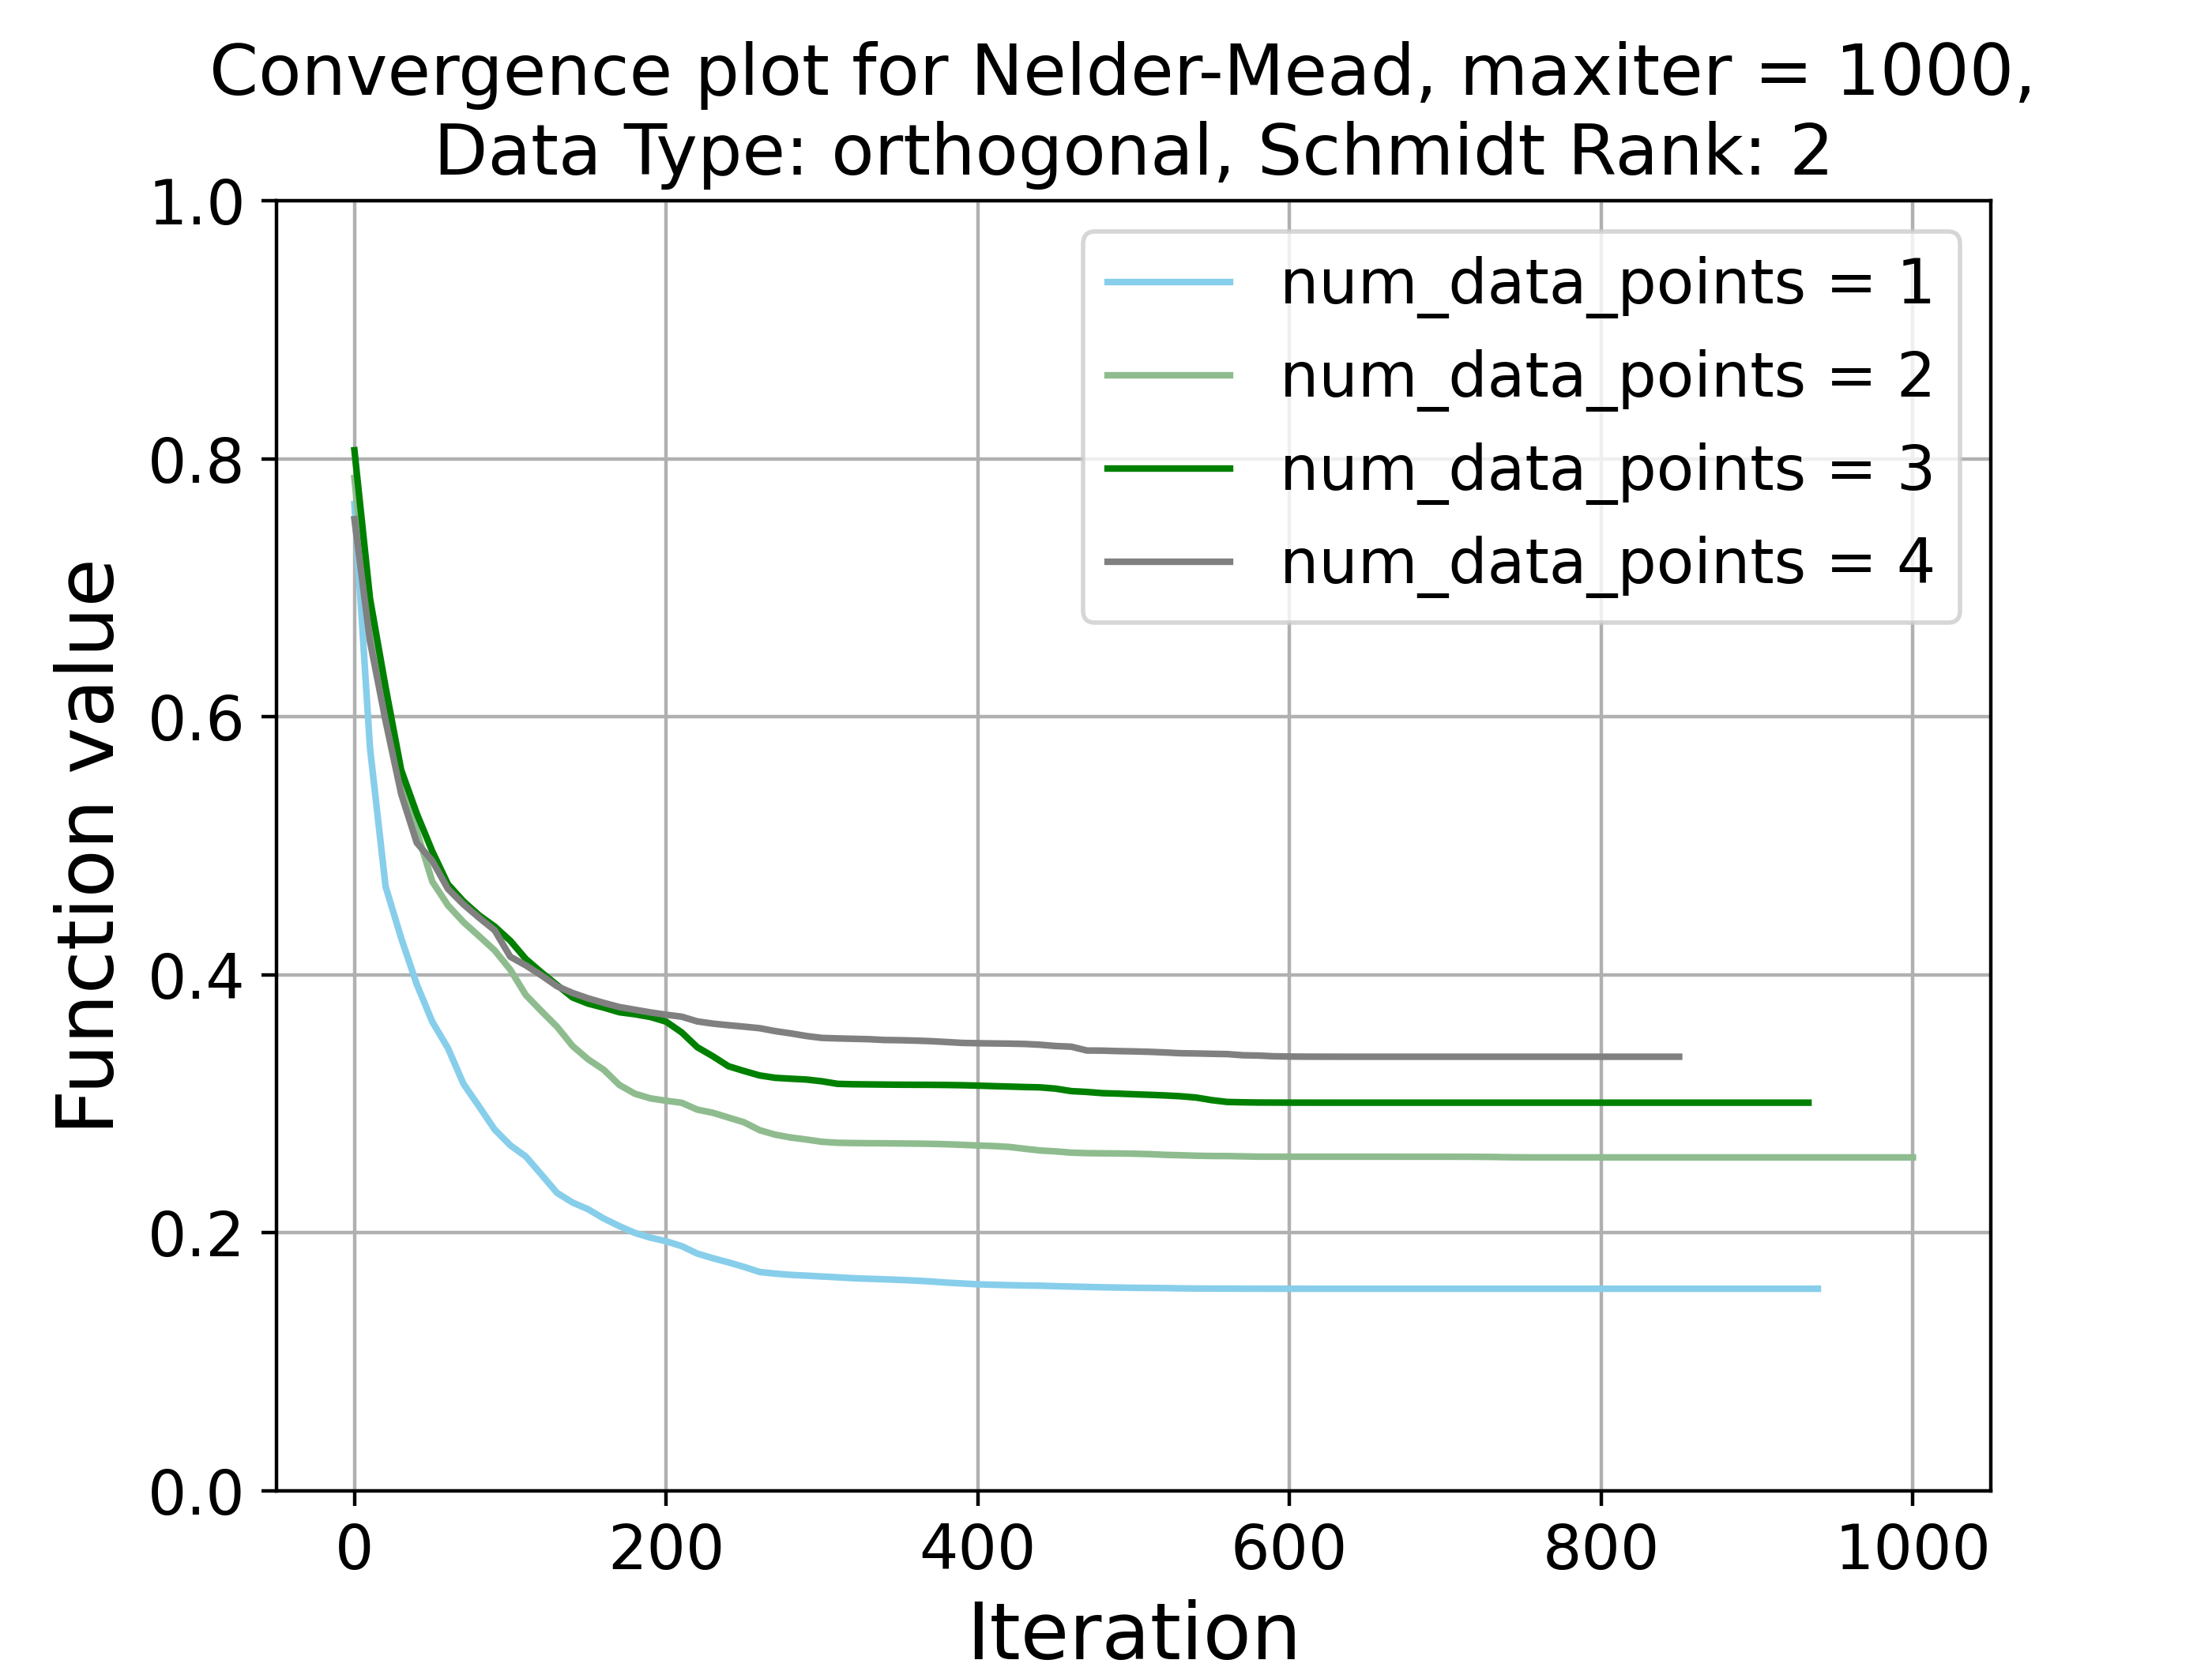 Convergence plot for Nelder-Mead, maxiter = 1000,
Data Type: orthogonal, Schmidt Rank: 2
1.0
0.8
0.6
0.4
0.2
0.0
Function value
num_data_points = 1
num_data_points = 2
num_data_points = 3
num_data_points = 4
0 200 400 600 800 1000
Iteration